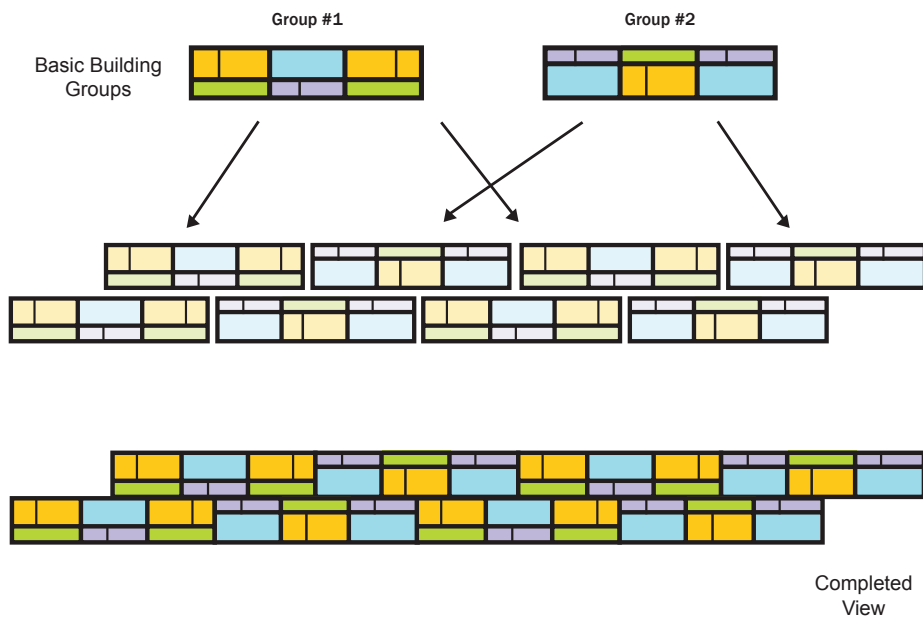 Group #1
Group #2
Basic Building
Groups
Completed
View